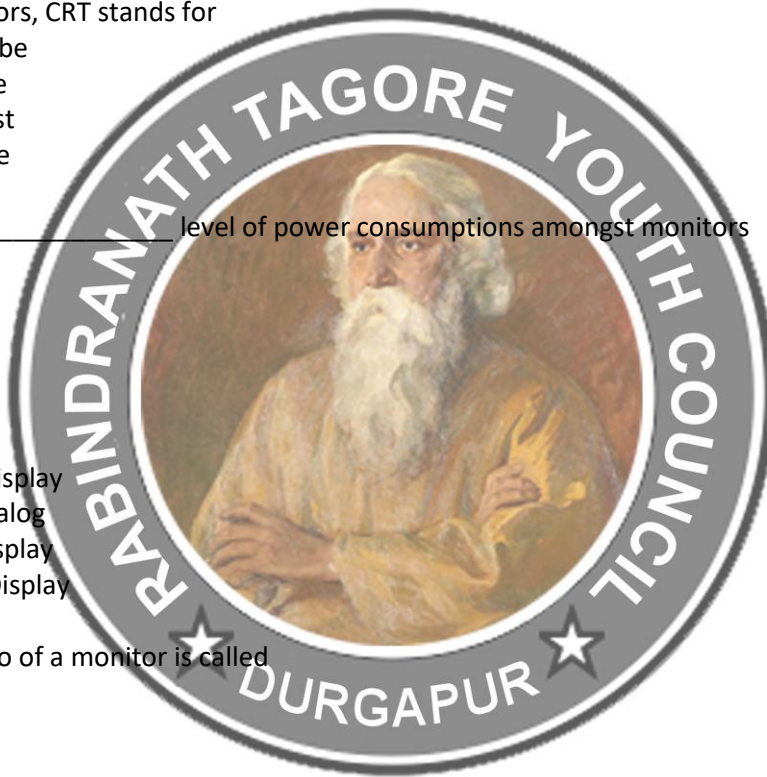 ors, CRT stands for
be
e
st
e
level of power consumptions amongst monitors
isplay
alog
splay
Display
o of a monitor is called
RABINDRANATH TAGORE YOUTH COUNCIL
DURGAPUR